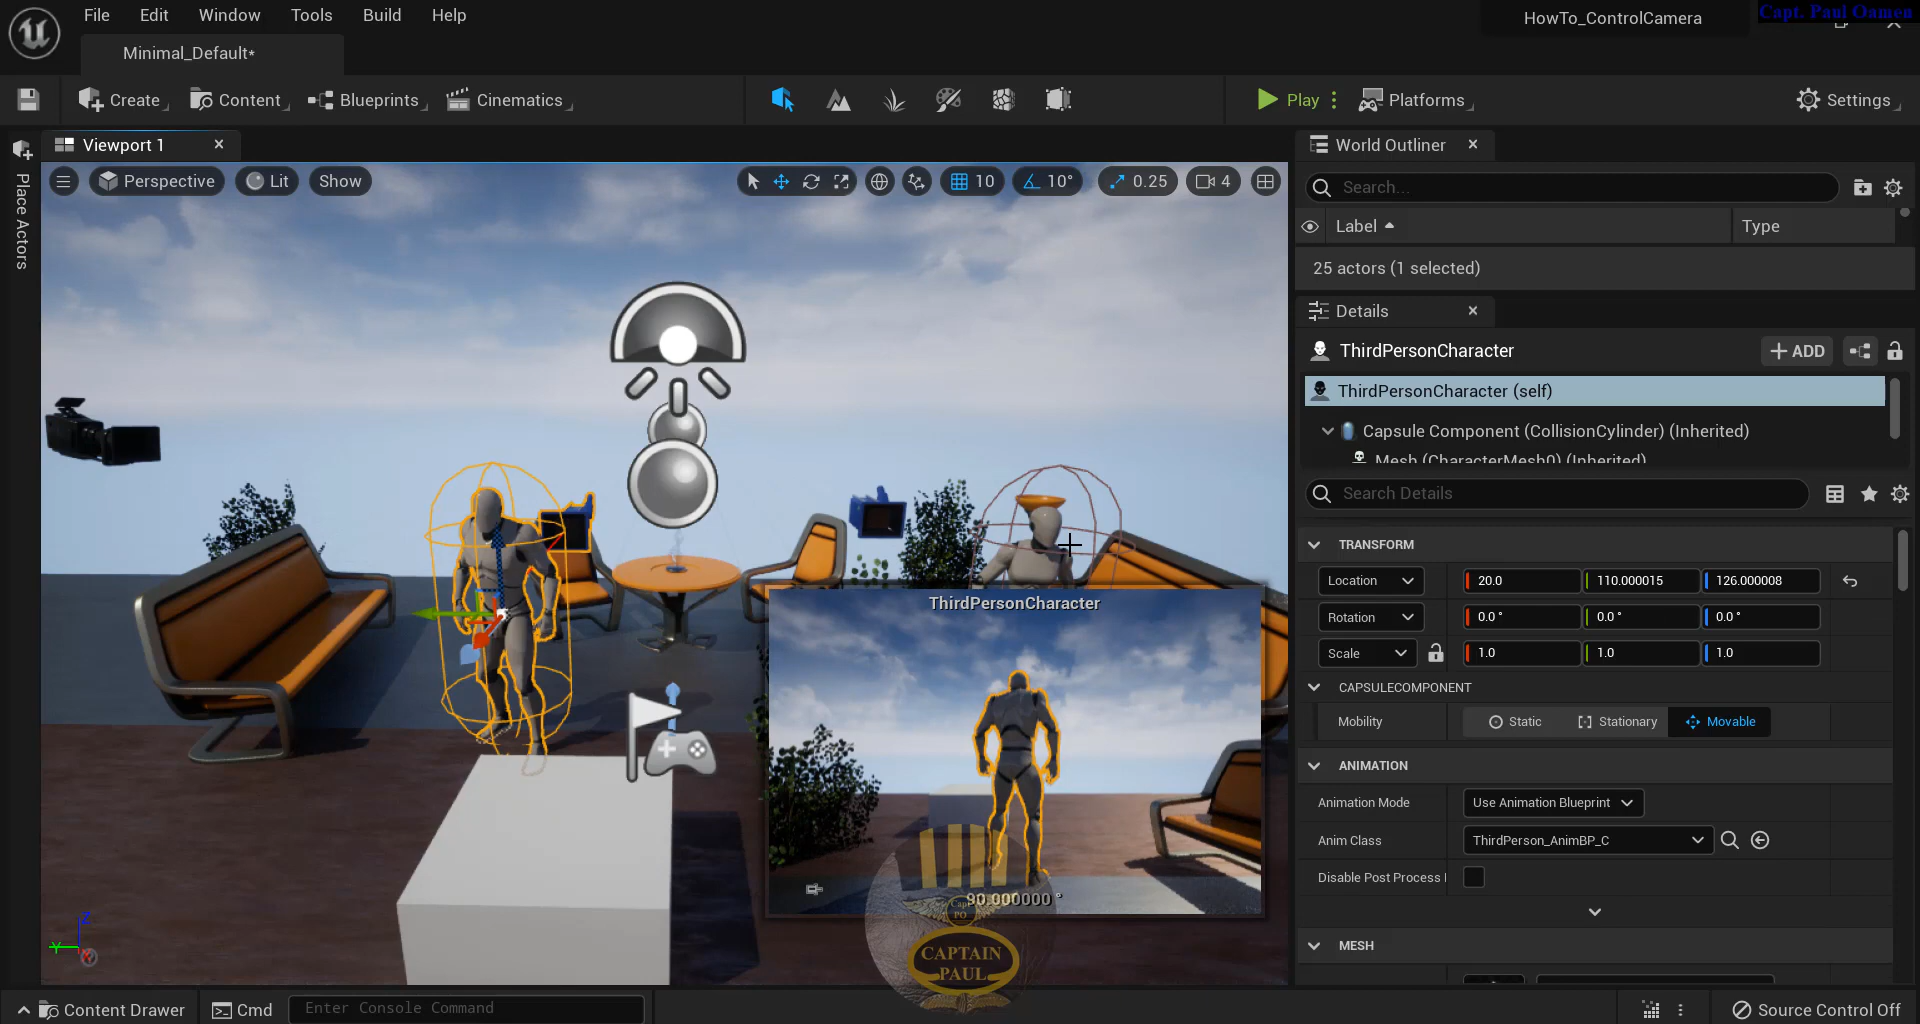 File Edit Window Tools Build Help
HowTo_ControlCamera
Capt. Paul Oamen
Minimal_Default*
Create Content Blueprints Cinematics Play Platforms Settings
Viewport 1
World Outliner
Place Actors
Perspective Lit Show 10 10° 0.25 4
Search...
Label Type
25 actors (1 selected)
Details
ThirdPersonCharacter ADD
ThirdPersonCharacter (self)
Capsule Component (CollisionCylinder) (Inherited)
Mesh (CharacterMesh0) (Inherited)
Search Details
TRANSFORM
Location 20.0 110.000015 126.000008
Rotation 0.0 ° 0.0 ° 0.0 °
Scale 1.0 1.0 1.0
CAPSULECOMPONENT
Mobility Static Stationary Movable
ANIMATION
Animation Mode Use Animation Blueprint
Anim Class ThirdPerson_AnimBP_C
Disable Post Process
MESH
ThirdPersonCharacter
90.000000 °
Capt
PO
CAPTAIN
PAUL
Z
Y
X
Content Drawer Cmd Enter Console Command Source Control Off